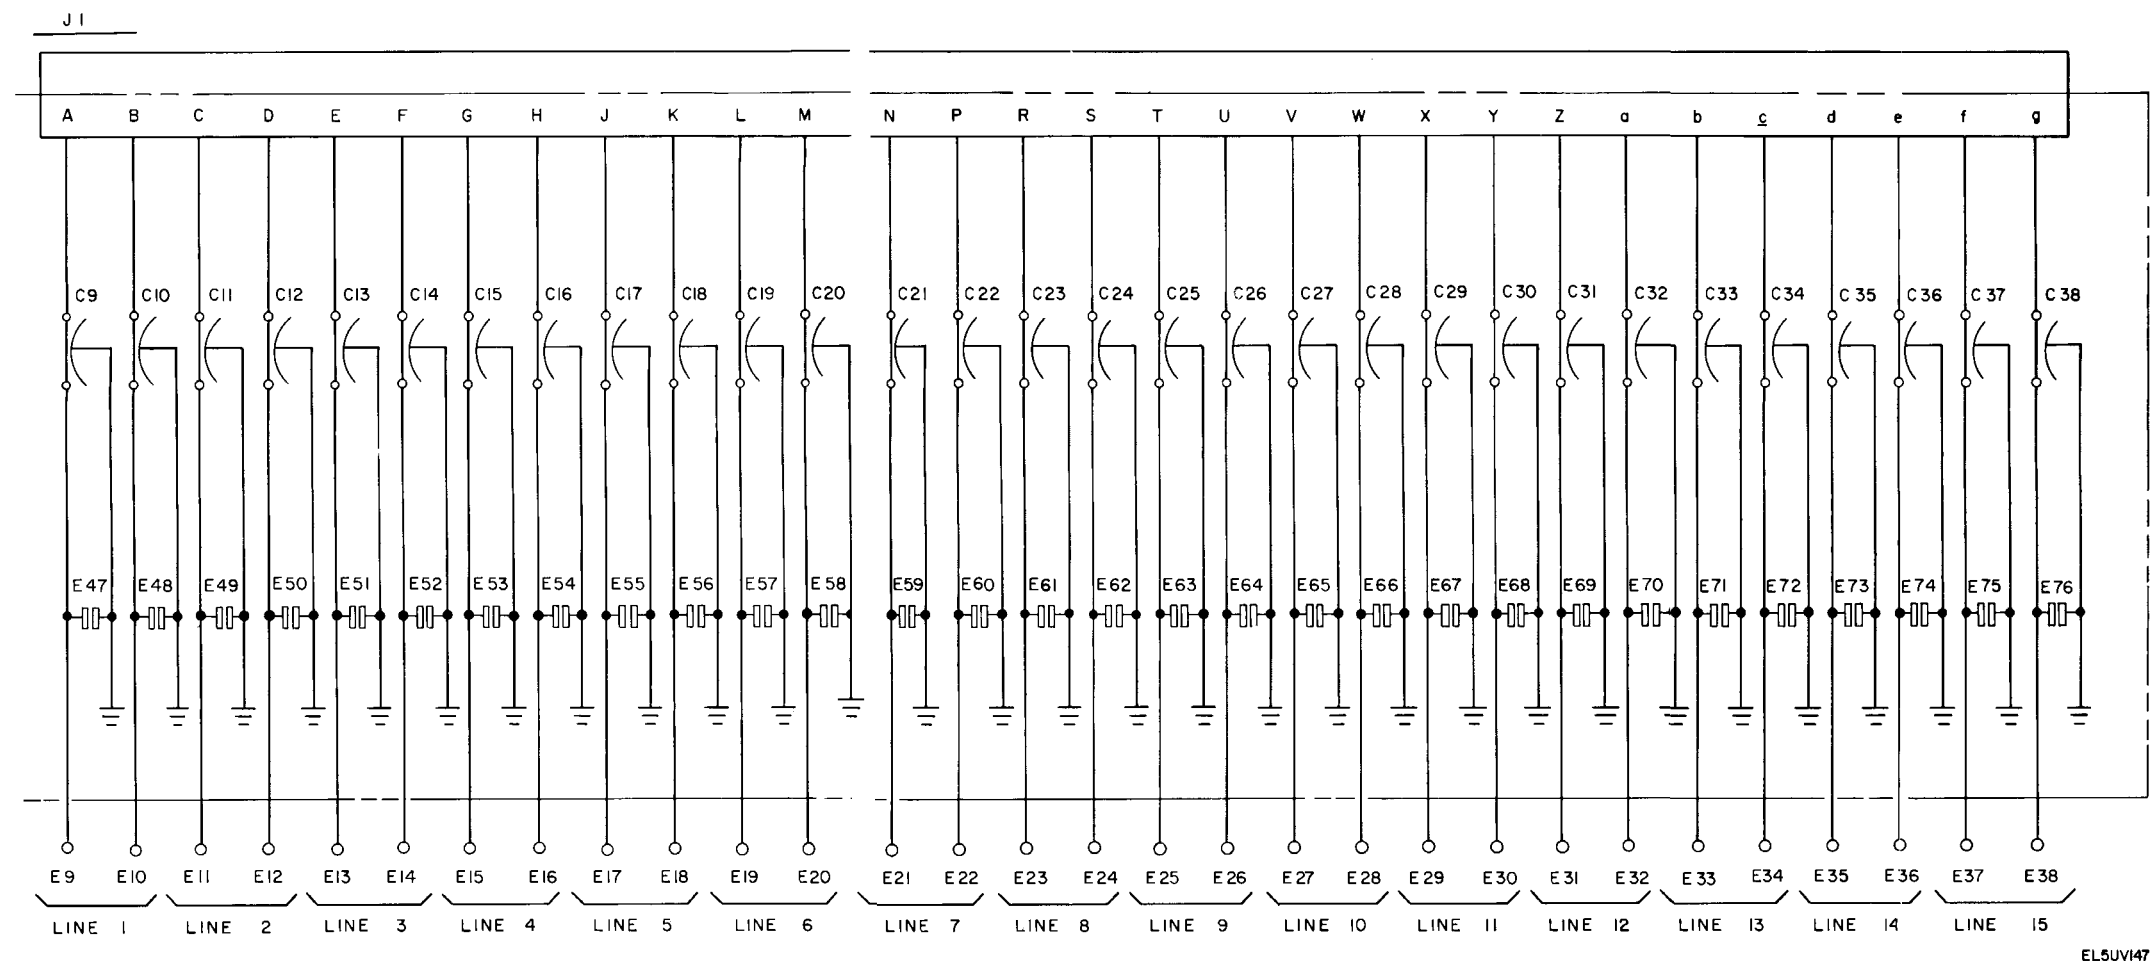 J1
A B C D E F G H J K L M N P R S T U V W X Y Z a b c d e f g
C9 C10 C11 C12 C13 C14 C15 C16 C17 C18 C19 C20 C21 C22 C23 C24 C25 C26 C27 C28 C29 C30 C31 C32 C33 C34 C35 C36 C37 C38
E47 E48 E49 E50 E51 E52 E53 E54 E55 E56 E57 E58 E59 E60 E61 E62 E63 E64 E65 E66 E67 E68 E69 E70 E71 E72 E73 E74 E75 E76
E9 E10 E11 E12 E13 E14 E15 E16 E17 E18 E19 E20 E21 E22 E23 E24 E25 E26 E27 E28 E29 E30 E31 E32 E33 E34 E35 E36 E37 E38
LINE 1 LINE 2 LINE 3 LINE 4 LINE 5 LINE 6 LINE 7 LINE 8 LINE 9 LINE 10 LINE 11 LINE 12 LINE 13 LINE 14 LINE 15
EL5UV147